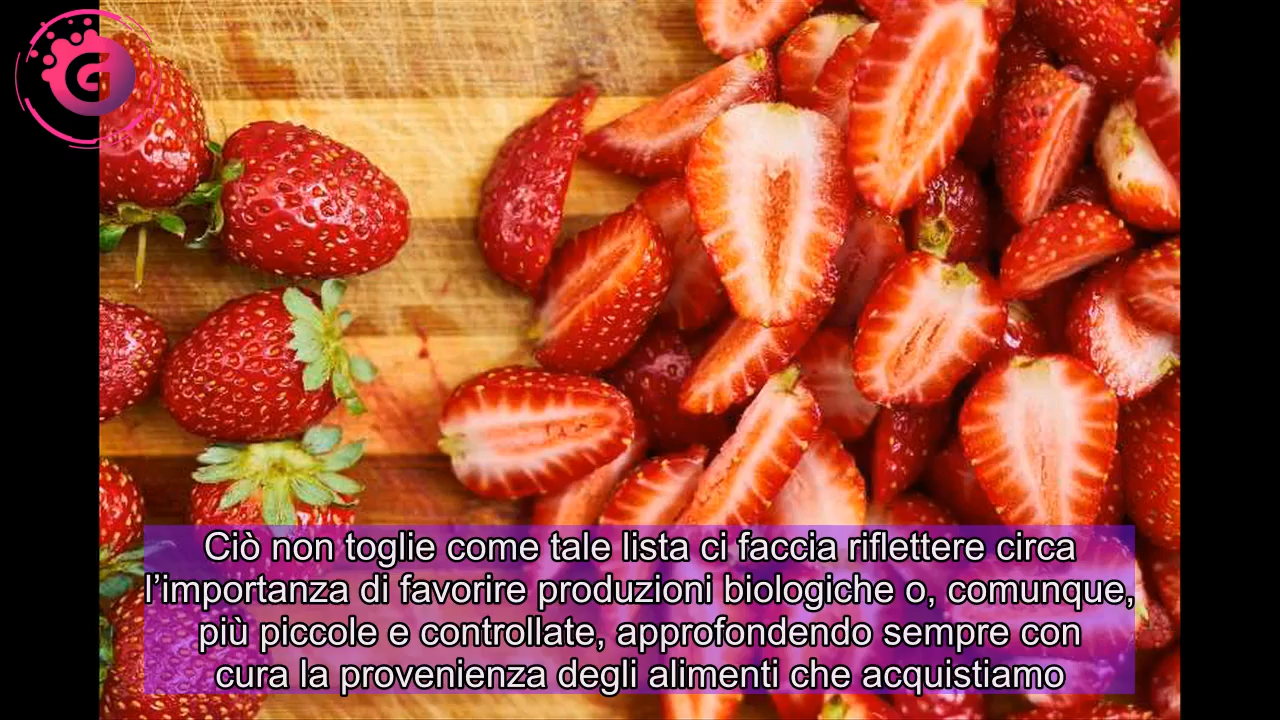 G
Ciò non toglie come tale lista ci faccia riflettere circa
l’importanza di favorire produzioni biologiche o, comunque,
più piccole e controllate, approfondendo sempre con
cura la provenienza degli alimenti che acquistiamo